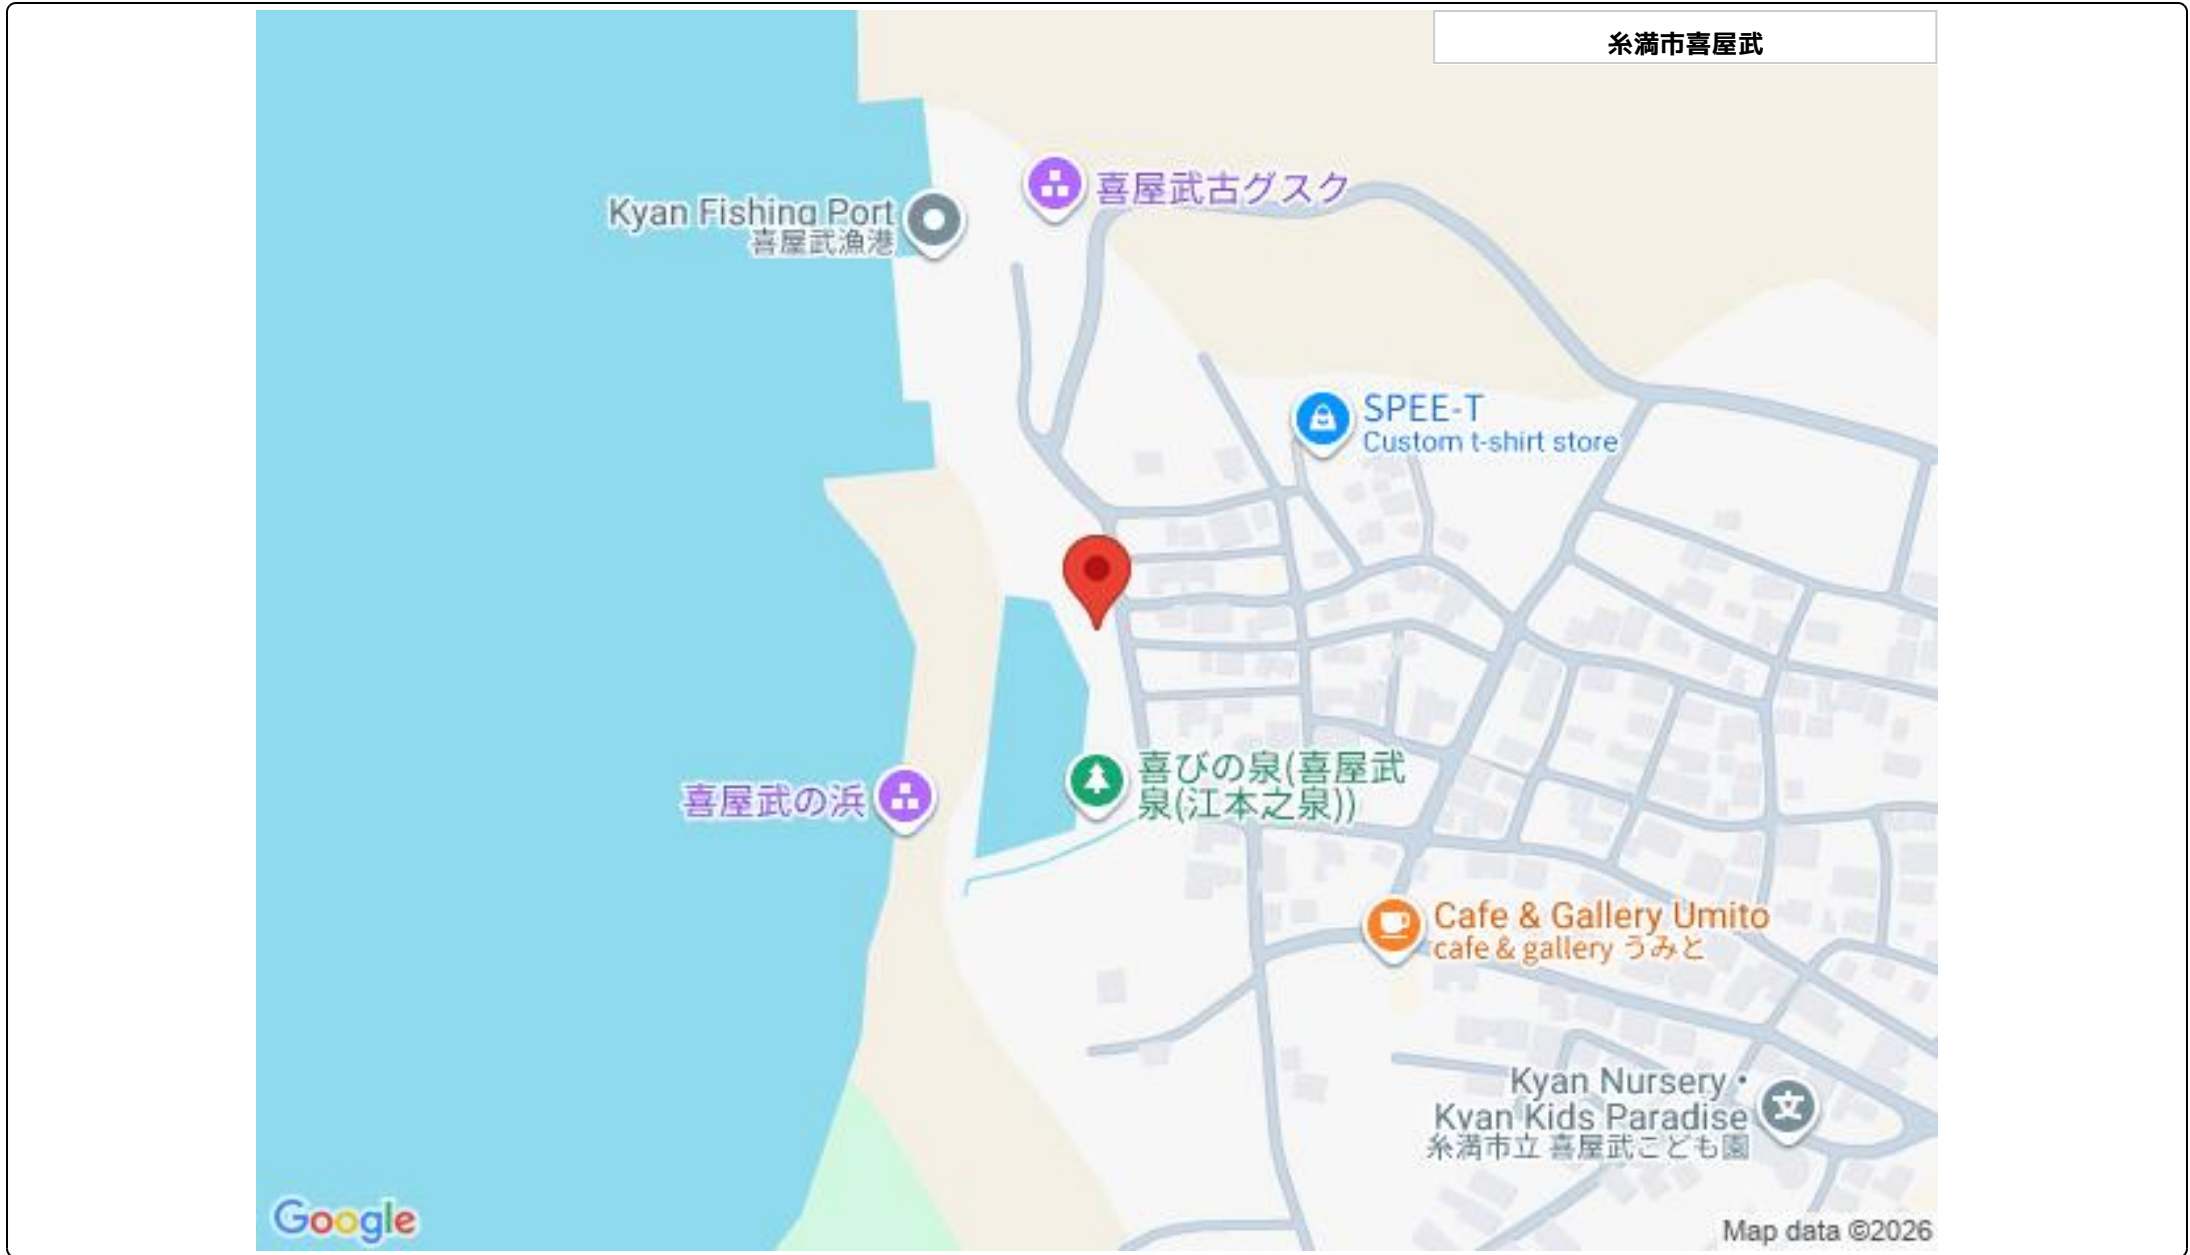 糸満市喜屋武
喜屋武古グスク
Kyan Fishing Port
喜屋武漁港
SPEE-T
Custom t-shirt store
喜びの泉(喜屋武
泉(江本之泉))
喜屋武の浜
Cafe & Gallery Umito
cafe & gallery うみと
Kyan Nursery・
Kyan Kids Paradise
糸満市立 喜屋武こども園
Google
Map data ©2026